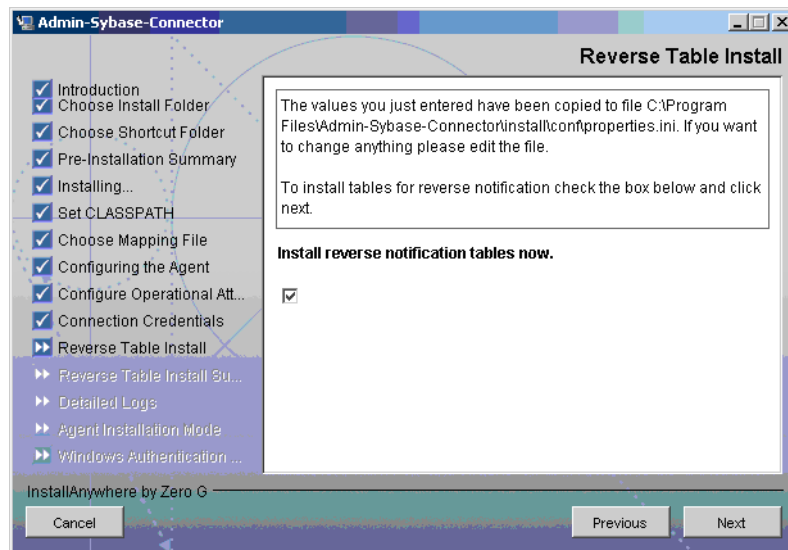 Admin-Sybase-Connector
Reverse Table Install
Introduction
Choose Install Folder
Choose Shortcut Folder
Pre-Installation Summary
Installing...
Set CLASSPATH
Choose Mapping File
Configuring the Agent
Configure Operational Att...
Connection Credentials
Reverse Table Install
Reverse Table Install Su...
Detailed Logs
Agent Installation Mode
Windows Authentication ...
The values you just entered have been copied to file C:\Program
Files\Admin-Sybase-Connector\install\conf\properties.ini. If you want
to change anything please edit the file.
To install tables for reverse notification check the box below and click
next.
Install reverse notification tables now.
InstallAnywhere by Zero G
Cancel
Previous
Next